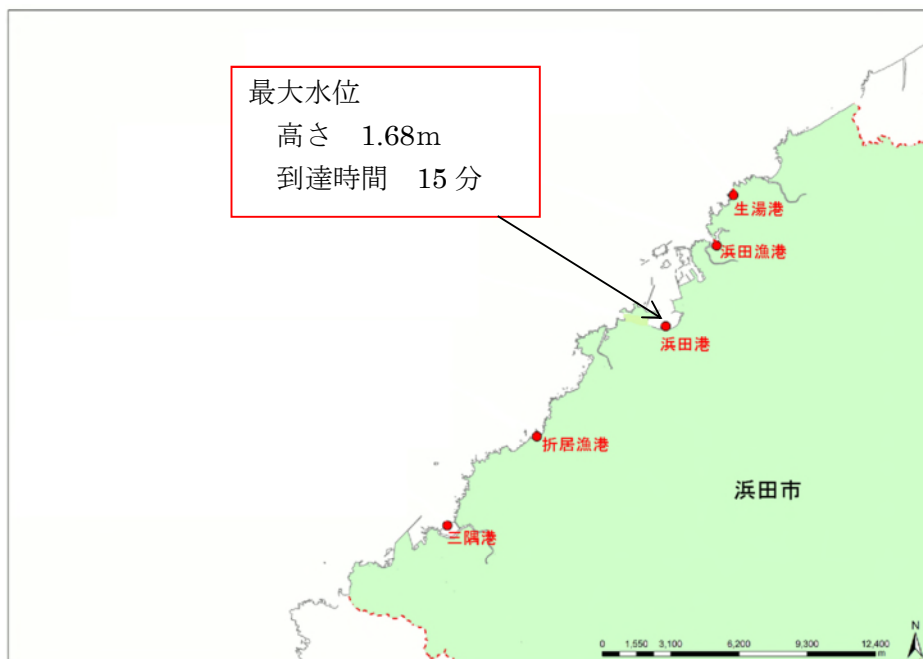 最大水位
高さ 1.68m
到達時間 15分
生湯港
浜田漁港
浜田港
折居漁港
浜田市
三隅港
N
0 1,550 3,100 6,200 9,300 12,400
m